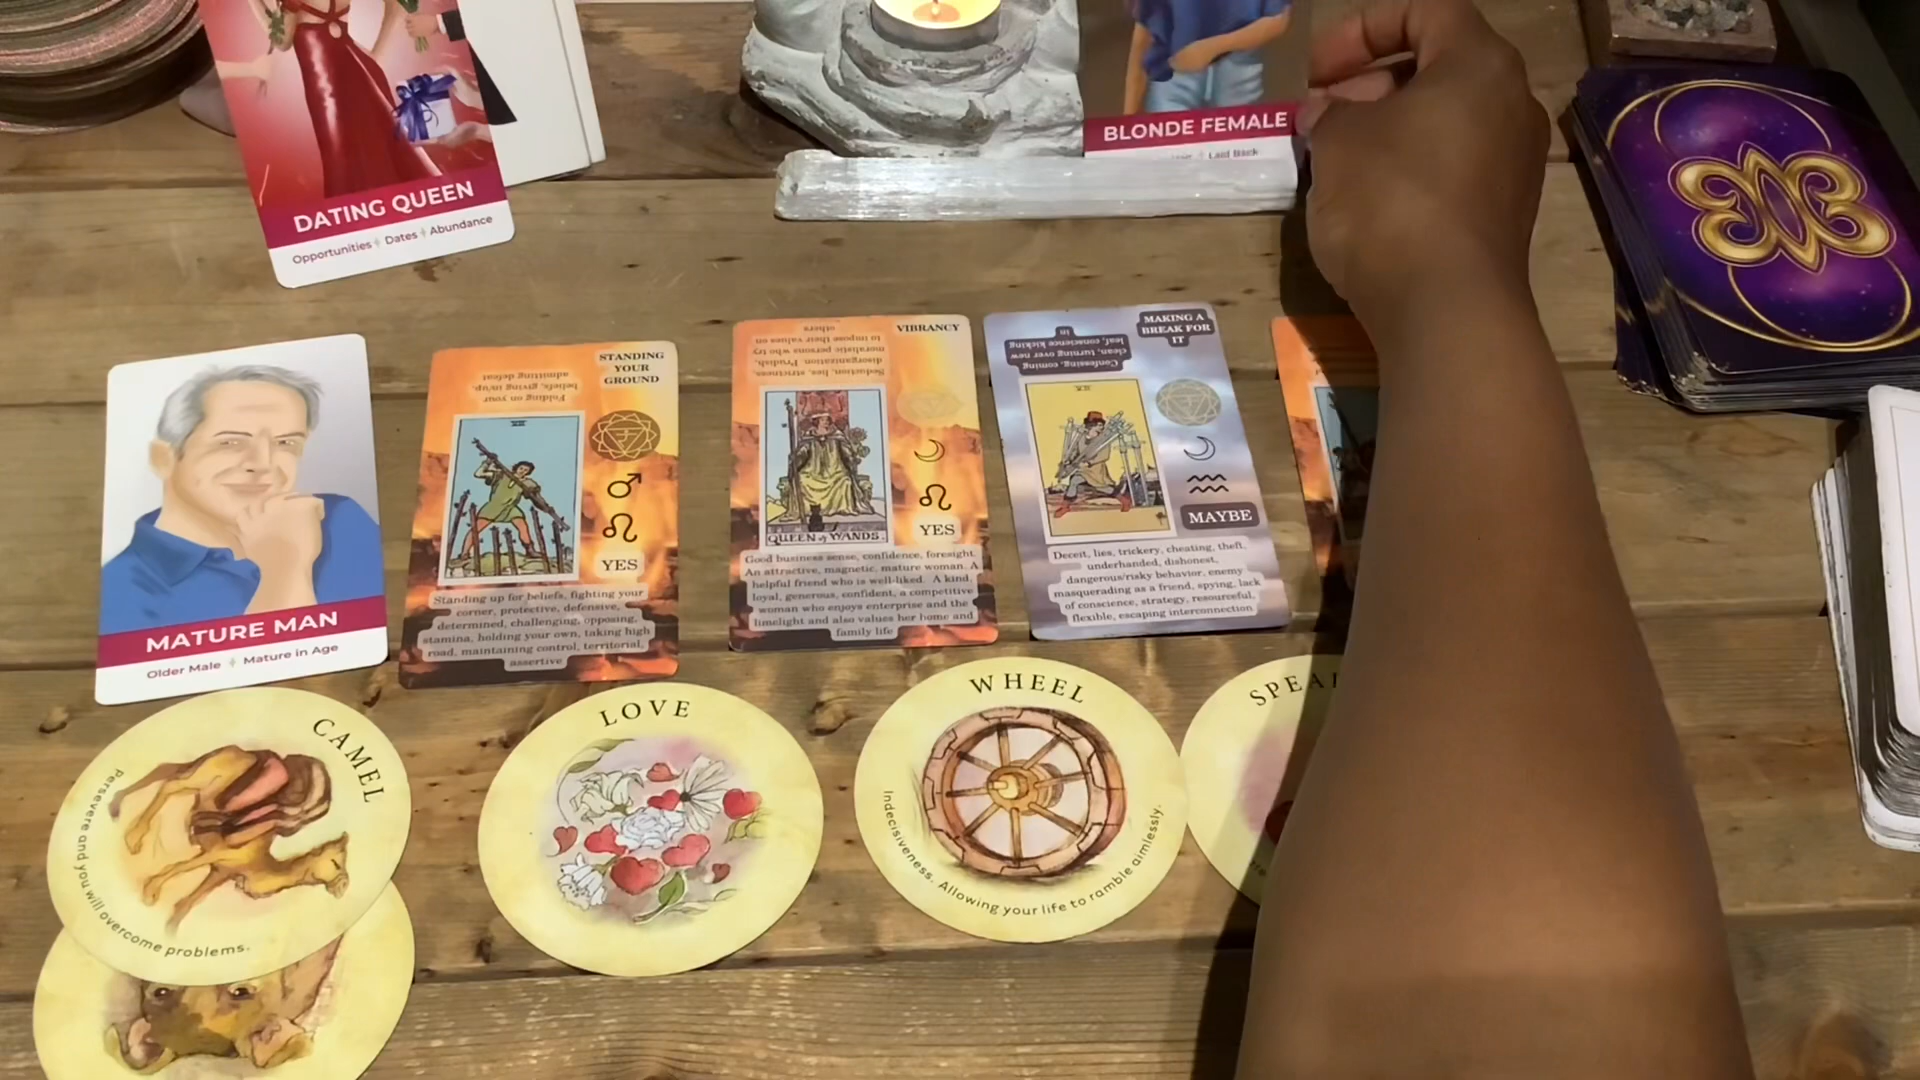 DATING QUEEN
Opportunities Dates Abundance
BLONDE FEMALE
Laid Back
MATURE MAN
Older Male Mature in Age
STANDING
YOUR
GROUND
Folding on your
beliefs, giving in/up,
admitting defeat
VII
YES
Standing up for beliefs, fighting your
corner, protective, defensive,
determined, challenging, opposing,
stamina, holding your own, taking high
road, maintaining control, territorial,
assertive
VIBRANCY
Seduction, lies, strictness,
disorganization. Prudish,
moralistic persons who try
to impose their values on
others
QUEEN of WANDS.
YES
Good business sense, confidence, foresight.
An attractive, magnetic, mature woman. A
helpful friend who is well-liked. A kind,
loyal, generous, confident, a competitive
woman who enjoys enterprise and the
limelight and also values her home and
family life
MAKING A
BREAK FOR
IT
Confessing, coming
clean, turning over new
leaf, conscience kicking
in
VII
MAYBE
Deceit, lies, trickery, cheating, theft,
underhanded, dishonest,
dangerous/risky behavior, enemy
masquerading as a friend, spying, lack
of conscience, strategy, resourceful,
flexible, escaping interconnection
CAMEL
Persevere and you will overcome problems.
LOVE
WHEEL
Indecisiveness. Allowing your life to ramble aimlessly.